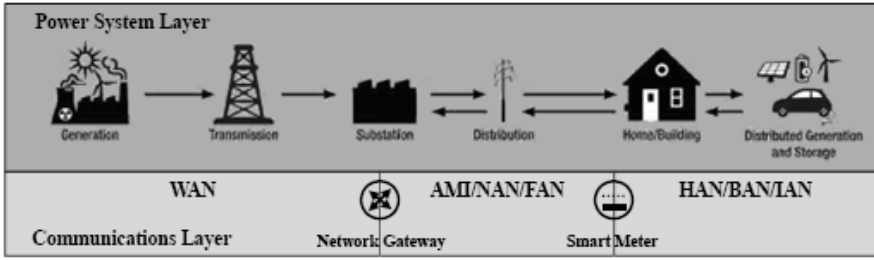 Power System Layer
Generation
Transmission
Substation
Distribution
Home/Building
Distributed Generation
and Storage
WAN
AMI/NAN/FAN
HAN/BAN/IAN
Communications Layer
Network Gateway
Smart Meter